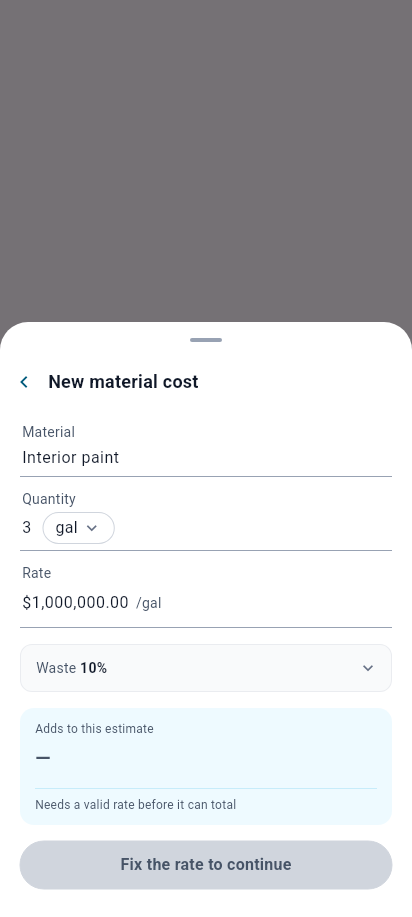 New material cost
Material
Interior paint
Quantity
3 gal
Rate
$1,000,000.00 /gal
Waste 10%
Adds to this estimate
—
Needs a valid rate before it can total
Fix the rate to continue